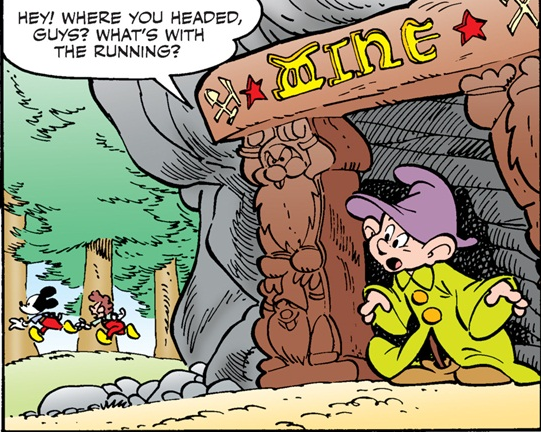 HEY! WHERE YOU HEADED,
GUYS? WHAT'S WITH
THE RUNNING?
MINE